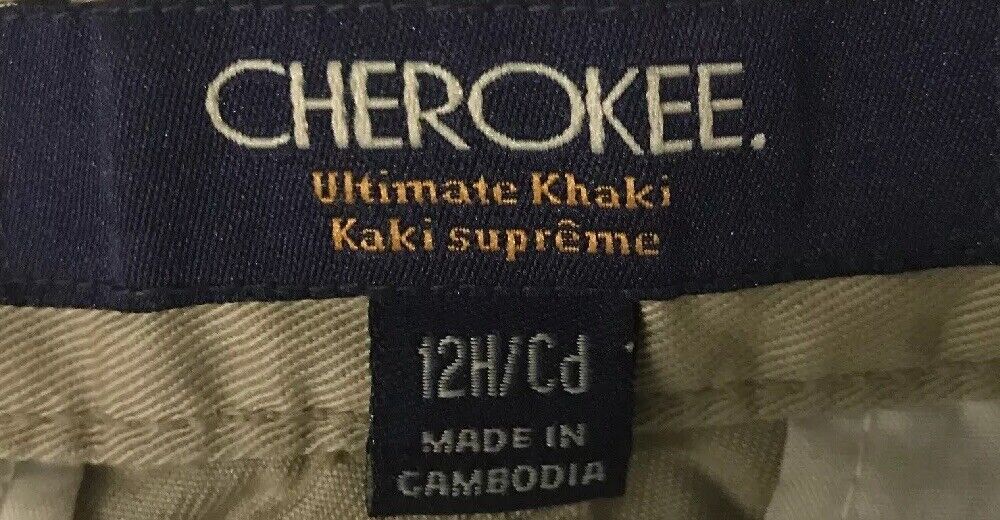 CHEROKEE.
Ultimate Khaki
Kaki suprême
12H/Cd
MADE IN
CAMBODIA